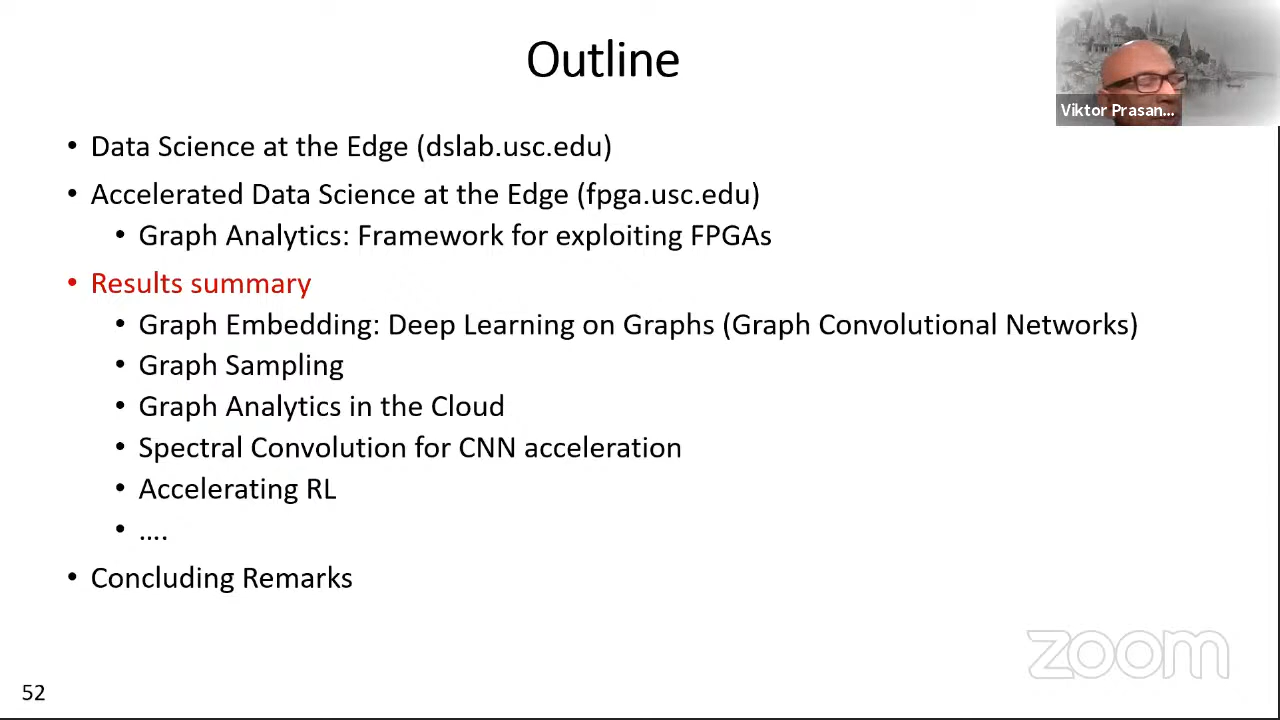 Outline
Viktor Prasan...
• Data Science at the Edge (dslab.usc.edu)
• Accelerated Data Science at the Edge (fpga.usc.edu)
• Graph Analytics: Framework for exploiting FPGAs
• Results summary
• Graph Embedding: Deep Learning on Graphs (Graph Convolutional Networks)
• Graph Sampling
• Graph Analytics in the Cloud
• Spectral Convolution for CNN acceleration
• Accelerating RL
• ....
• Concluding Remarks
zoom
52